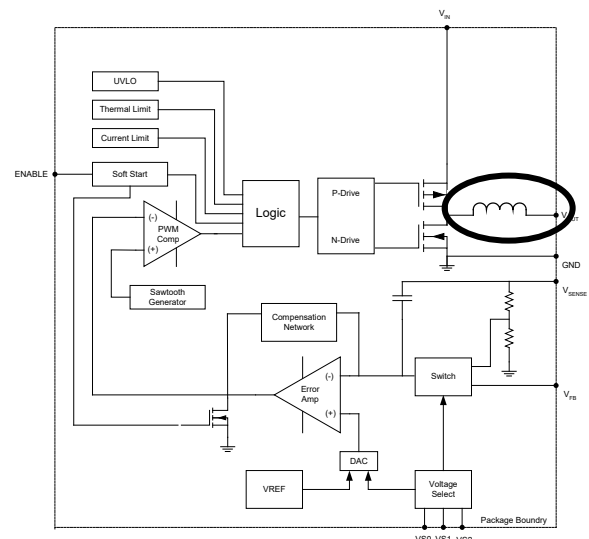 VIN
UVLO
Thermal Limit
Current Limit
ENABLE
Soft Start
P-Drive
Logic
(-)
PWM
Comp
(+)
N-Drive
GND
Sawtooth
Generator
VSENSE
Compensation
Network
(-)
Error
Amp
(+)
Switch
VFB
DAC
VREF
Voltage
Select
Package Boundry